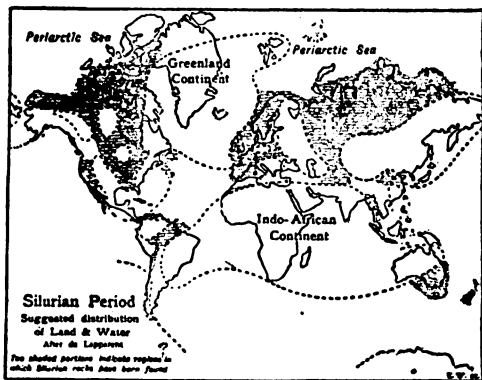 Periarctic Sea
Periarctic Sea
Greenland
Continent
Indo-African
Continent
Silurian Period
Suggested distribution
of Land & Water
After de Lapparent
The shaded portions indicate regions in
which Silurian rocks have been found